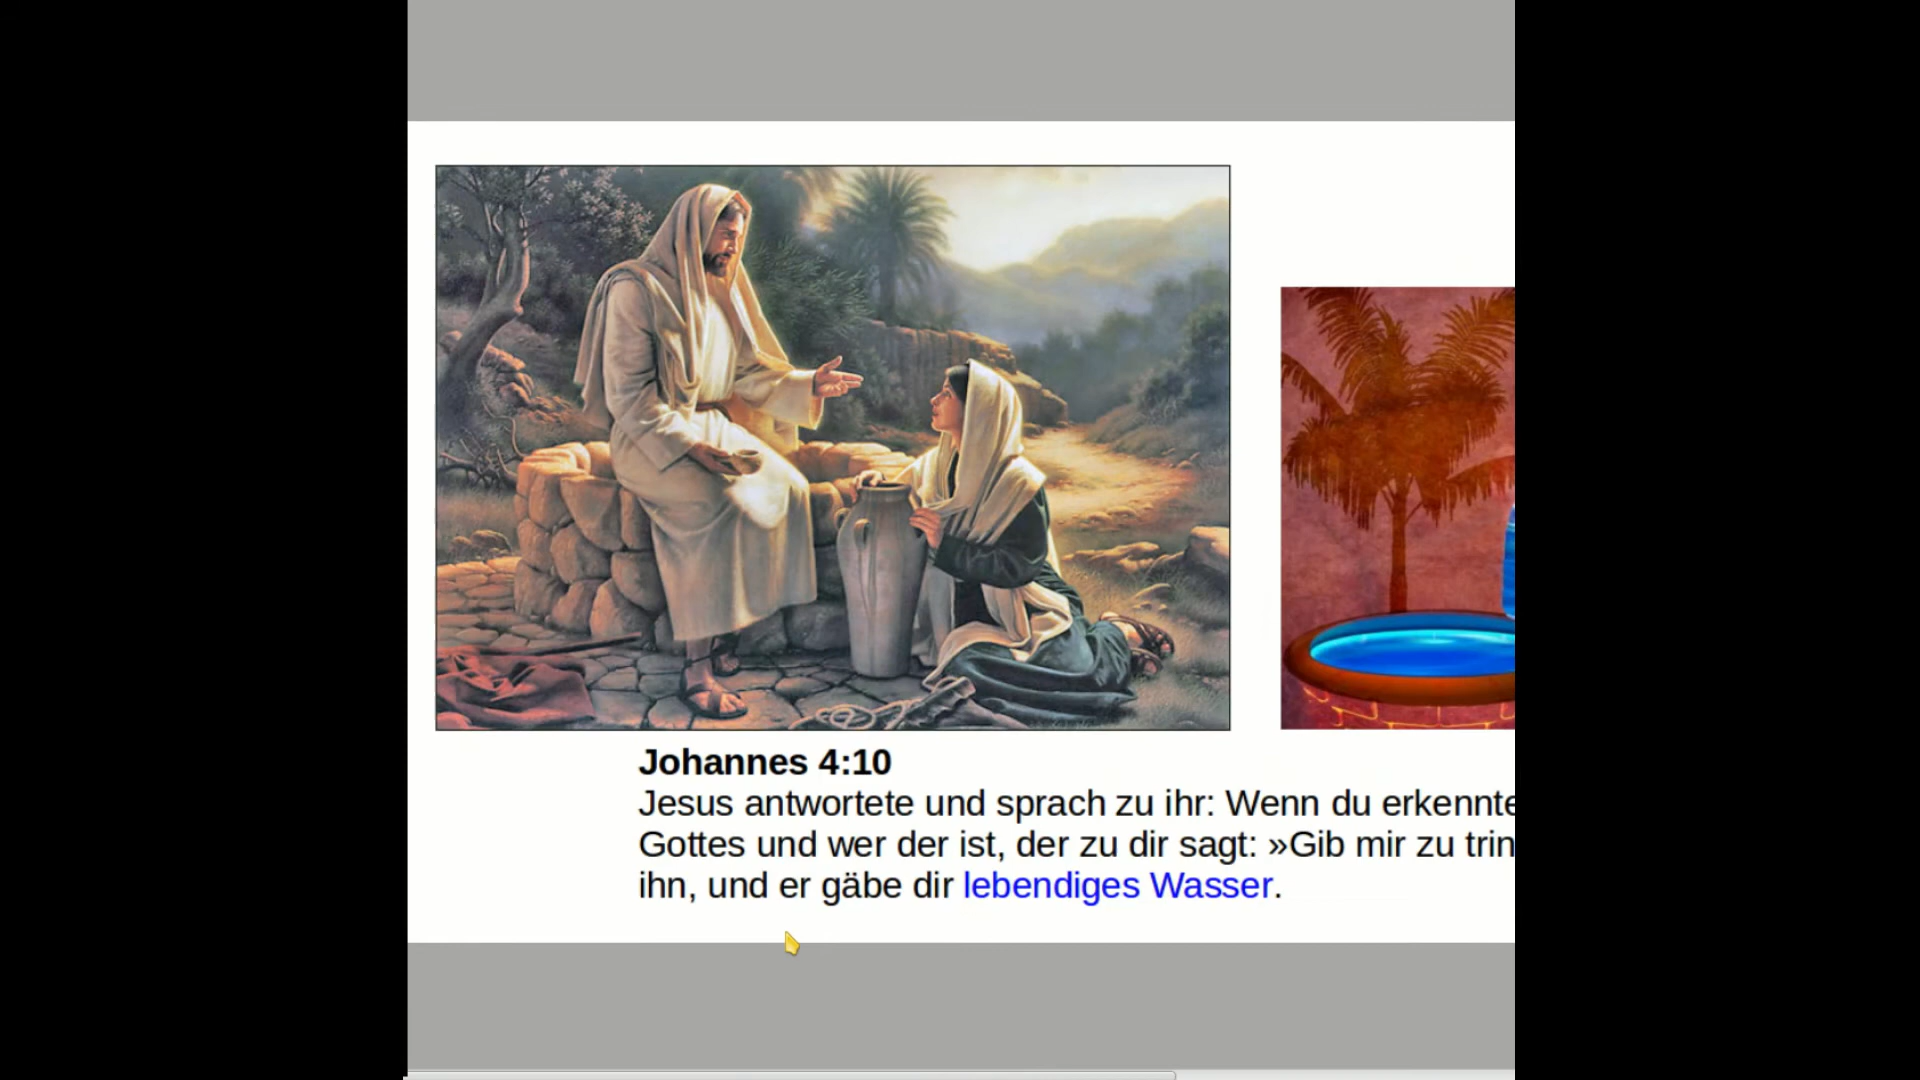 Johannes 4:10
Jesus antwortete und sprach zu ihr: Wenn du erkennte
Gottes und wer der ist, der zu dir sagt: »Gib mir zu trin
ihn, und er gäbe dir lebendiges Wasser.